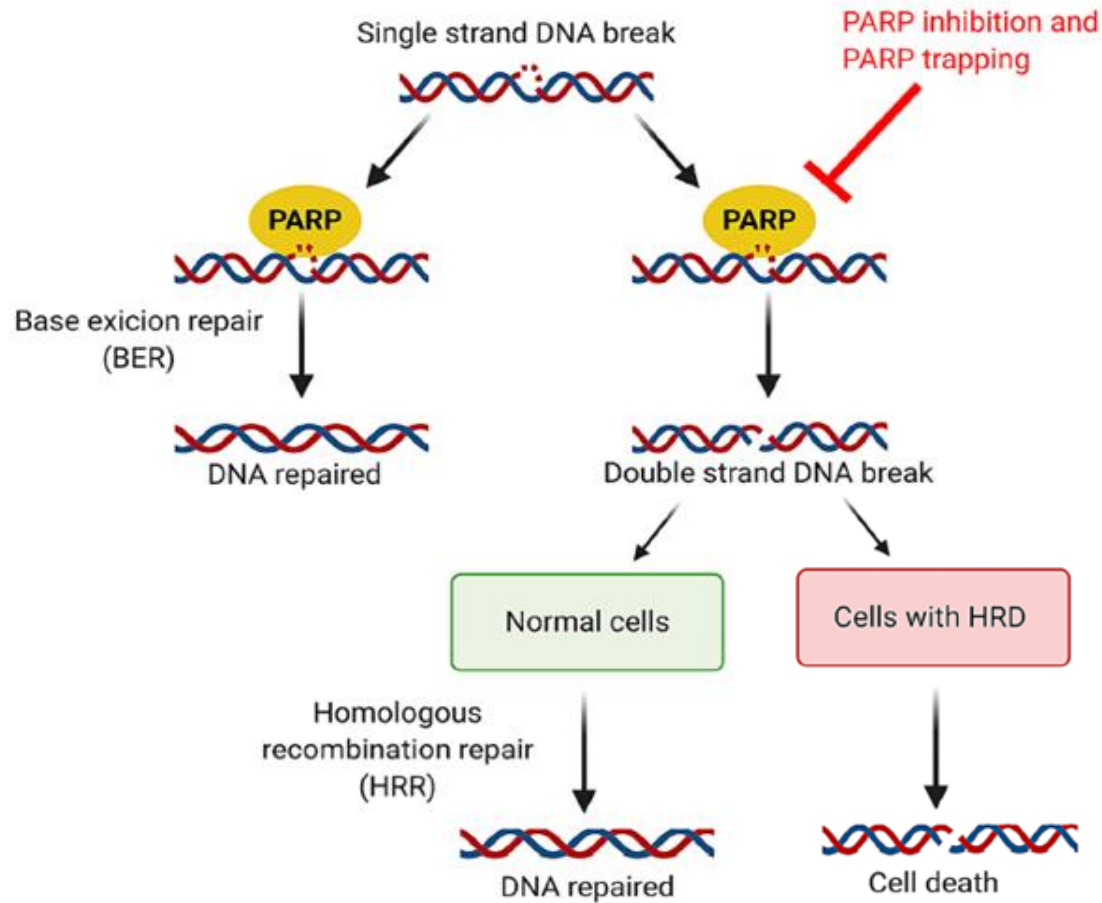 Single strand DNA break
PARP inhibition and
PARP trapping
PARP
PARP
Base exicion repair
(BER)
DNA repaired
Double strand DNA break
Normal cells
Cells with HRD
Homologous
recombination repair
(HRR)
DNA repaired
Cell death